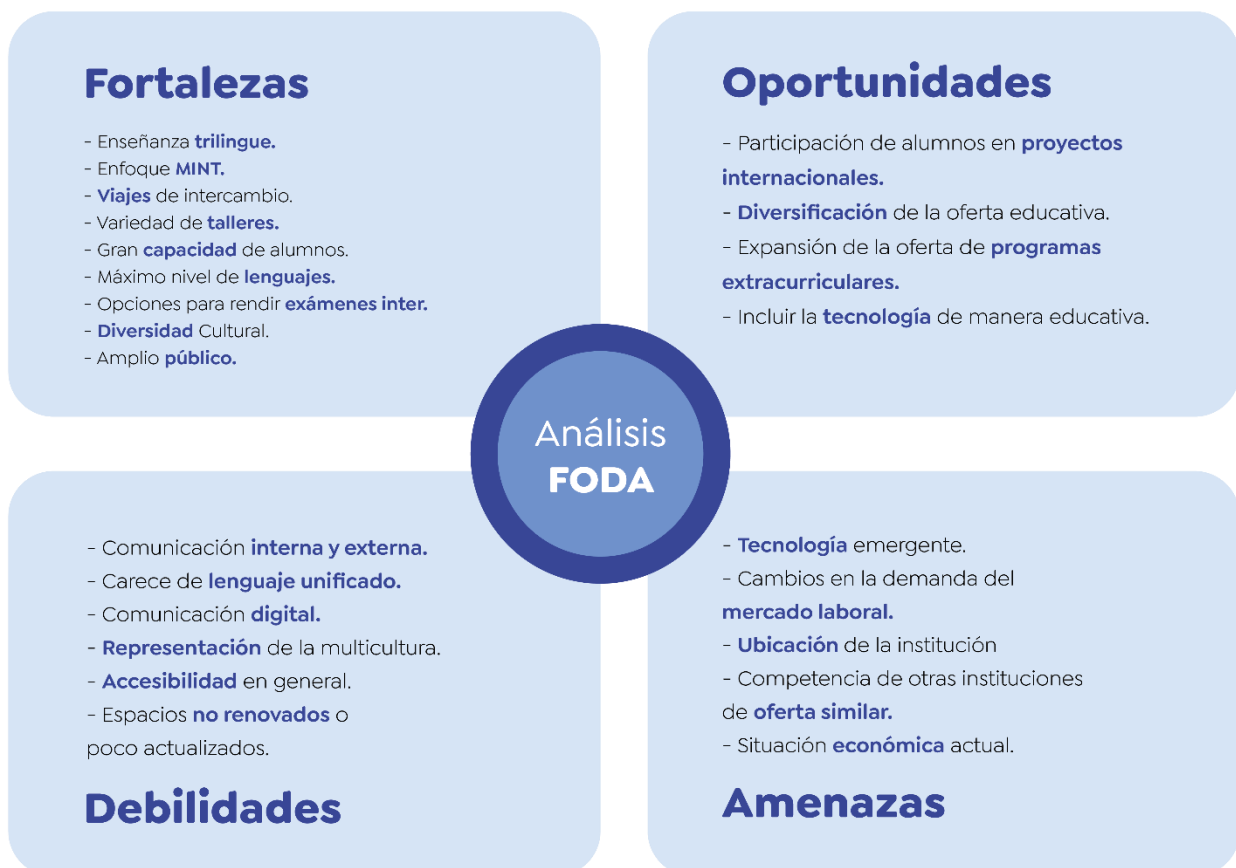 Fortalezas
- Enseñanza trilingue.
- Enfoque MINT.
- Viajes de intercambio.
- Variedad de talleres.
- Gran capacidad de alumnos.
- Máximo nivel de lenguajes.
- Opciones para rendir exámenes inter.
- Diversidad Cultural.
- Amplio público.
Oportunidades
- Participación de alumnos en proyectos
internacionales.
- Diversificación de la oferta educativa.
- Expansión de la oferta de programas
extracurriculares.
- Incluir la tecnología de manera educativa.
Análisis
FODA
- Comunicación interna y externa.
- Carece de lenguaje unificado.
- Comunicación digital.
- Representación de la multicultura.
- Accesibilidad en general.
- Espacios no renovados o
poco actualizados.
Debilidades
- Tecnología emergente.
- Cambios en la demanda del
mercado laboral.
- Ubicación de la institución
- Competencia de otras instituciones
de oferta similar.
- Situación económica actual.
Amenazas